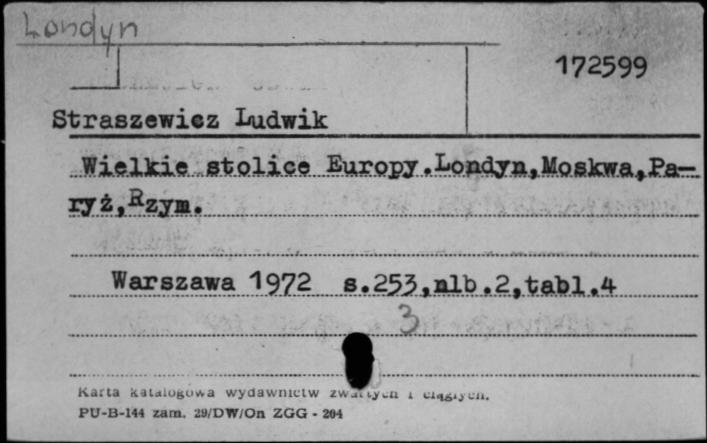 Londyn
172599
Straszewicz Ludwik
Wielkie stolice Europy.Londyn,Moskwa,Pa-
ryż,Rzym.
Warszawa 1972 s.253,nlb.2,tabl.4
3
Karta katalogowa wydawnictw zwartych i ciągłych.
PU-B-144 zam. 29/DW/On ZGG - 204